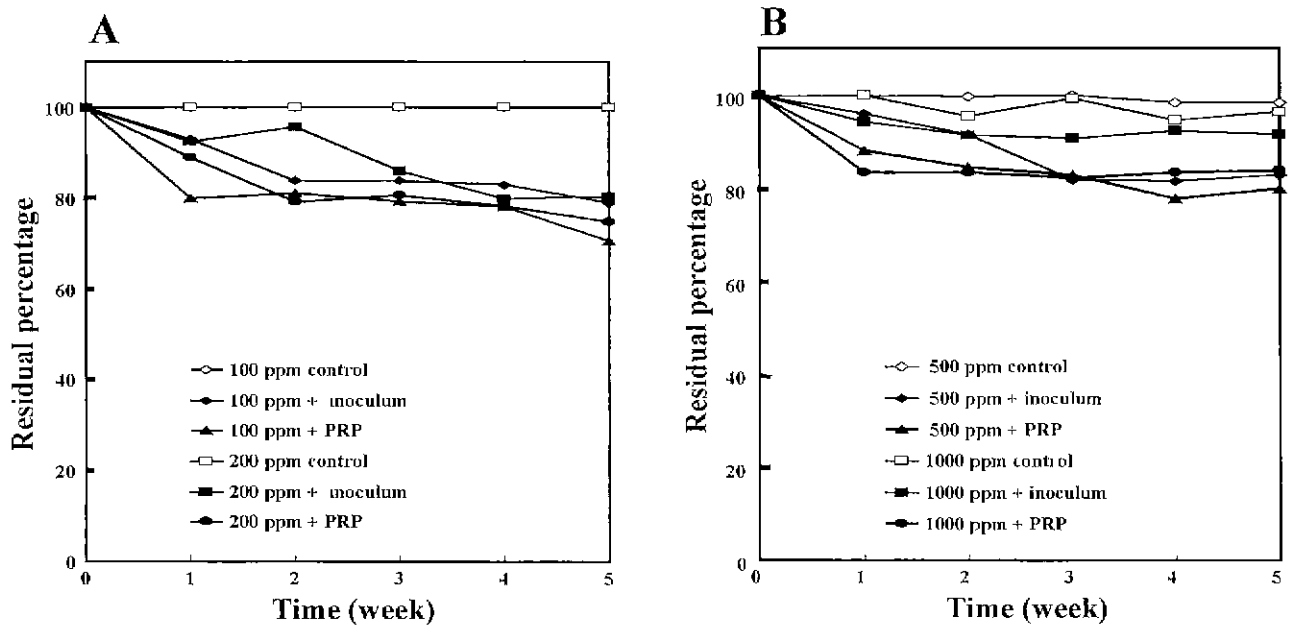 A
Residual percentage
100
80
60
40
20
0
100 ppm control
100 ppm + inoculum
100 ppm + PRP
200 ppm control
200 ppm + inoculum
200 ppm + PRP
0 1 2 3 4 5
Time (week)
B
Residual percentage
100
80
60
40
20
0
500 ppm control
500 ppm + inoculum
500 ppm + PRP
1000 ppm control
1000 ppm + inoculum
1000 ppm + PRP
0 1 2 3 4 5
Time (week)